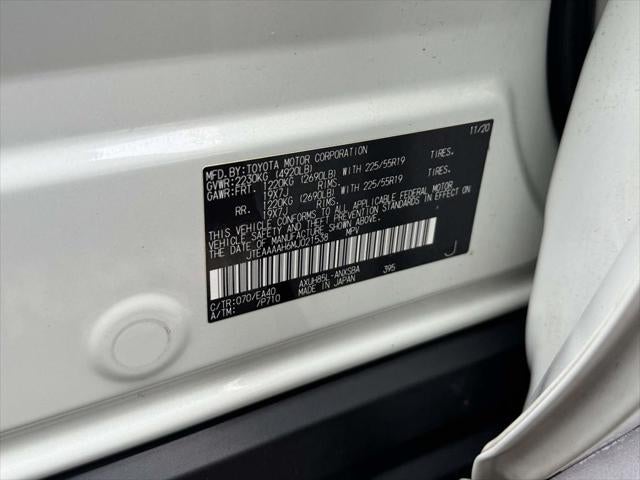 MFD. BY: TOYOTA MOTOR CORPORATION 11/20
GVWR: 2230KG (4920LB)
GAWR: FRT. 1220KG (2690LB) WITH 225/55R19 TIRES.
19X7J RIMS.
RR. 1220KG (2690LB) WITH 225/55R19 TIRES.
19X7J RIMS.
THIS VEHICLE CONFORMS TO ALL APPLICABLE FEDERAL MOTOR
VEHICLE SAFETY AND THEFT PREVENTION STANDARDS IN EFFECT ON
THE DATE OF MANUFACTURE SHOWN ABOVE.
JTEAAAAH6MJ021538 MPV
J
C/TR: 070/EA40 AXUH85L-ANXSBA 395
A/TM: /P710 MADE IN JAPAN